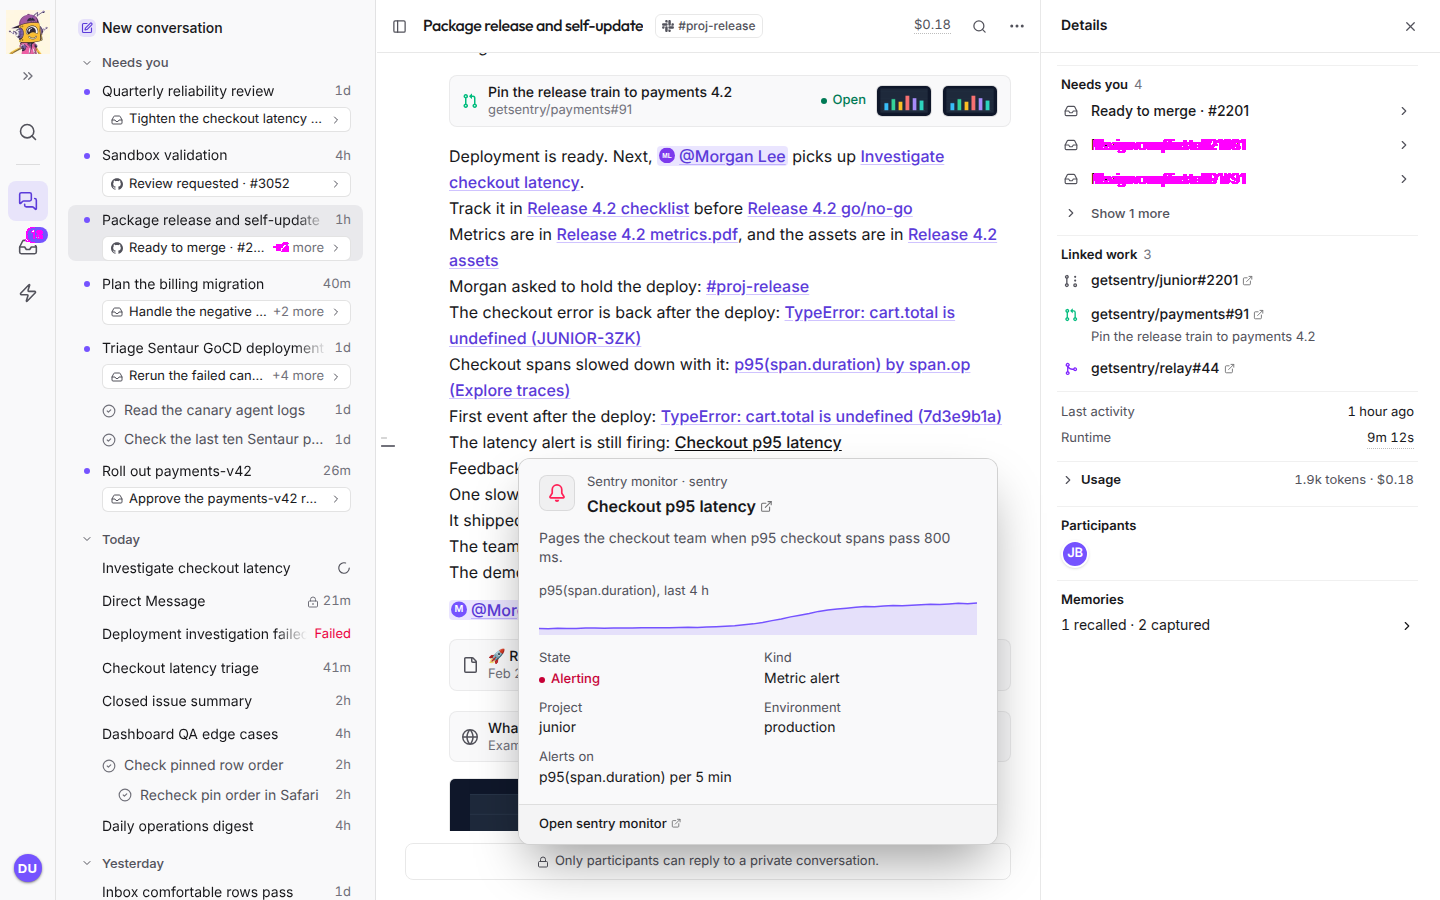 New conversation
Needs you
Quarterly reliability review 1d
Tighten the checkout latency ...
Sandbox validation 4h
Review requested · #3052
Package release and self-update 1h
Ready to merge · #2... more
Plan the billing migration 40m
Handle the negative ... +2 more
Triage Sentaur GoCD deployment 1d
Rerun the failed can... +4 more
Read the canary agent logs 1d
Check the last ten Sentaur p... 1d
Roll out payments-v42 26m
Approve the payments-v42 r...
Today
Investigate checkout latency
Direct Message 21m
Deployment investigation failed Failed
Checkout latency triage 41m
Closed issue summary 2h
Dashboard QA edge cases 4h
Check pinned row order 2h
Recheck pin order in Safari 2h
Daily operations digest 4h
Yesterday
Inbox comfortable rows pass 1d
DU
Package release and self-update #proj-release $0.18
Pin the release train to payments 4.2
getsentry/payments#91
Open
Deployment is ready. Next, ML @Morgan Lee picks up Investigate
checkout latency.
Track it in Release 4.2 checklist before Release 4.2 go/no-go
Metrics are in Release 4.2 metrics.pdf, and the assets are in Release 4.2
assets
Morgan asked to hold the deploy: #proj-release
The checkout error is back after the deploy: TypeError: cart.total is
undefined (JUNIOR-3ZK)
Checkout spans slowed down with it: p95(span.duration) by span.op
(Explore traces)
First event after the deploy: TypeError: cart.total is undefined (7d3e9b1a)
The latency alert is still firing: Checkout p95 latency
Feedback
One slow
It shipped
The team
The dem
M @Mor
R
Feb 2
Wha
Exam
Sentry monitor · sentry
Checkout p95 latency
Pages the checkout team when p95 checkout spans pass 800
ms.
p95(span.duration), last 4 h
State Kind
Alerting Metric alert
Project Environment
junior production
Alerts on
p95(span.duration) per 5 min
Open sentry monitor
Only participants can reply to a private conversation.
Details
Needs you 4
Ready to merge · #2201
Show 1 more
Linked work 3
getsentry/junior#2201
getsentry/payments#91
Pin the release train to payments 4.2
getsentry/relay#44
Last activity 1 hour ago
Runtime 9m 12s
Usage 1.9k tokens · $0.18
Participants
JB
Memories
1 recalled · 2 captured